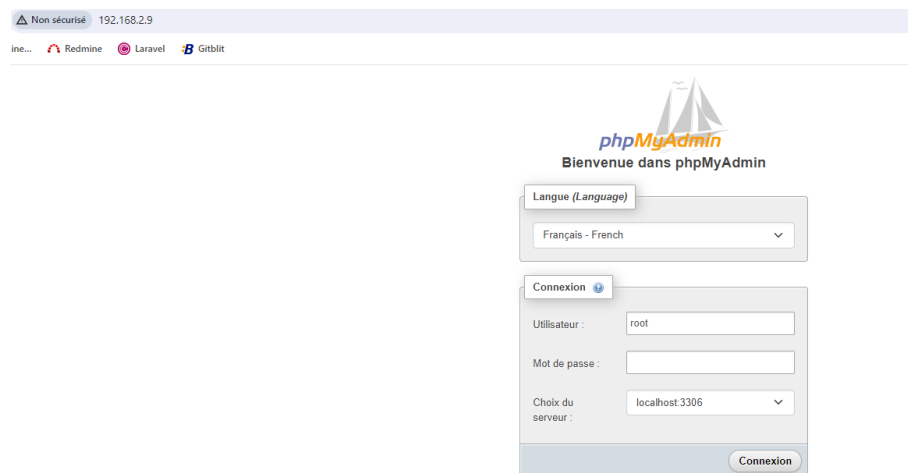 Non sécurisé 192.168.2.9
ine... Redmine Laravel Gitblit
phpMyAdmin
Bienvenue dans phpMyAdmin
Langue (Language)
Français - French
Connexion
Utilisateur : root
Mot de passe :
Choix du localhost:3306
serveur :
Connexion